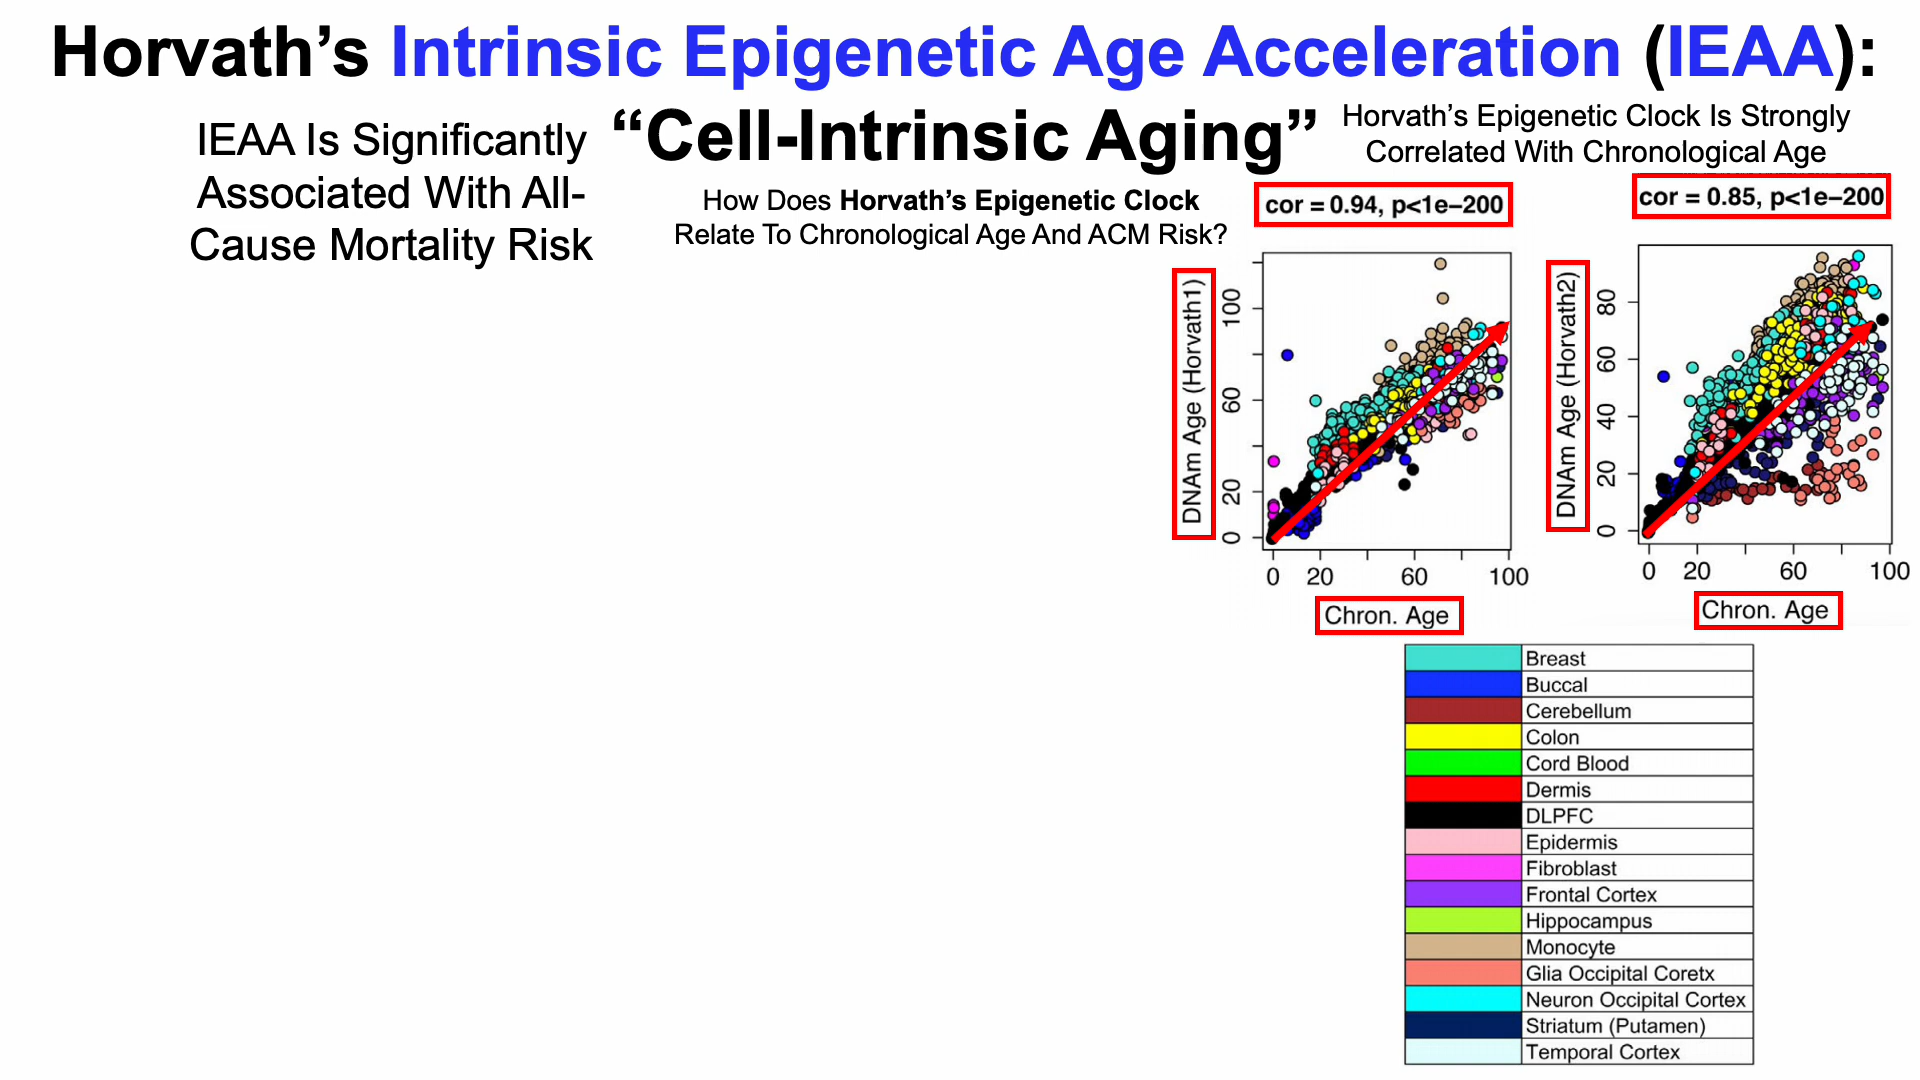 Horvath’s Intrinsic Epigenetic Age Acceleration (IEAA):
“Cell-Intrinsic Aging”
IEAA Is Significantly
Associated With All-
Cause Mortality Risk
How Does Horvath’s Epigenetic Clock
Relate To Chronological Age And ACM Risk?
Horvath’s Epigenetic Clock Is Strongly
Correlated With Chronological Age
cor = 0.94, p<1e−200
DNAm Age (Horvath1)
100
60
20
0
0 20 60 100
Chron. Age
cor = 0.85, p<1e−200
DNAm Age (Horvath2)
80
60
40
20
0
0 20 60 100
Chron. Age
Breast
Buccal
Cerebellum
Colon
Cord Blood
Dermis
DLPFC
Epidermis
Fibroblast
Frontal Cortex
Hippocampus
Monocyte
Glia Occipital Coretx
Neuron Occipital Cortex
Striatum (Putamen)
Temporal Cortex